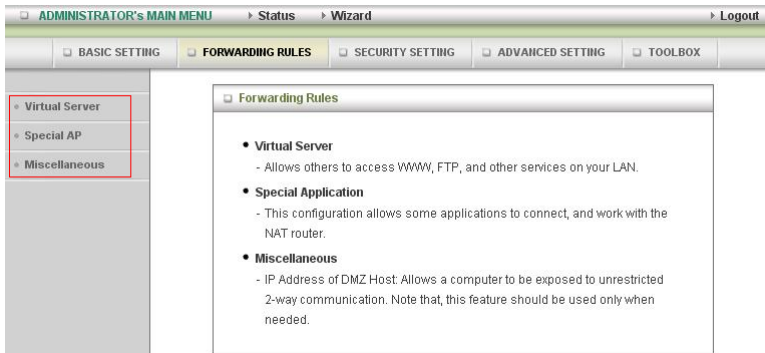 ADMINISTRATOR's MAIN MENU Status Wizard Logout
BASIC SETTING FORWARDING RULES SECURITY SETTING ADVANCED SETTING TOOLBOX
Virtual Server
Special AP
Miscellaneous
Forwarding Rules
Virtual Server
- Allows others to access WWW, FTP, and other services on your LAN.
Special Application
- This configuration allows some applications to connect, and work with the
NAT router.
Miscellaneous
- IP Address of DMZ Host: Allows a computer to be exposed to unrestricted
2-way communication. Note that, this feature should be used only when
needed.